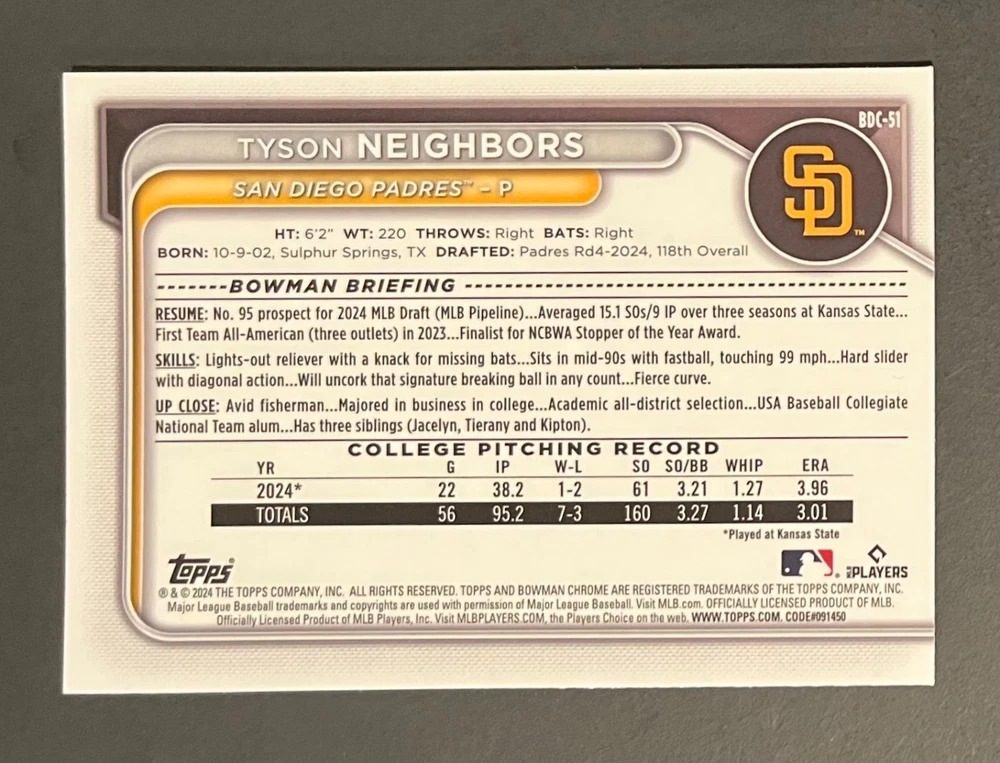 BDC-51
TYSON NEIGHBORS
SAN DIEGO PADRES™ – P
SD™
HT: 6'2" WT: 220 THROWS: Right BATS: Right
BORN: 10-9-02, Sulphur Springs, TX DRAFTED: Padres Rd4-2024, 118th Overall
BOWMAN BRIEFING
RESUME: No. 95 prospect for 2024 MLB Draft (MLB Pipeline)...Averaged 15.1 SOs/9 IP over three seasons at Kansas State...
First Team All-American (three outlets) in 2023...Finalist for NCBWA Stopper of the Year Award.
SKILLS: Lights-out reliever with a knack for missing bats...Sits in mid-90s with fastball, touching 99 mph...Hard slider
with diagonal action...Will uncork that signature breaking ball in any count...Fierce curve.
UP CLOSE: Avid fisherman...Majored in business in college...Academic all-district selection...USA Baseball Collegiate
National Team alum...Has three siblings (Jacelyn, Tierany and Kipton).
COLLEGE PITCHING RECORD
YR G IP W-L SO SO/BB WHIP ERA
2024* 22 38.2 1-2 61 3.21 1.27 3.96
TOTALS 56 95.2 7-3 160 3.27 1.14 3.01
*Played at Kansas State
Topps®
MLB PLAYERS
® & © 2024 THE TOPPS COMPANY, INC. ALL RIGHTS RESERVED. TOPPS AND BOWMAN CHROME ARE REGISTERED TRADEMARKS OF THE TOPPS COMPANY, INC.
Major League Baseball trademarks and copyrights are used with permission of Major League Baseball. Visit MLB.com. OFFICIALLY LICENSED PRODUCT OF MLB.
Officially Licensed Product of MLB Players, Inc. Visit MLBPLAYERS.COM, the Players Choice on the web. WWW.TOPPS.COM. CODE#091450